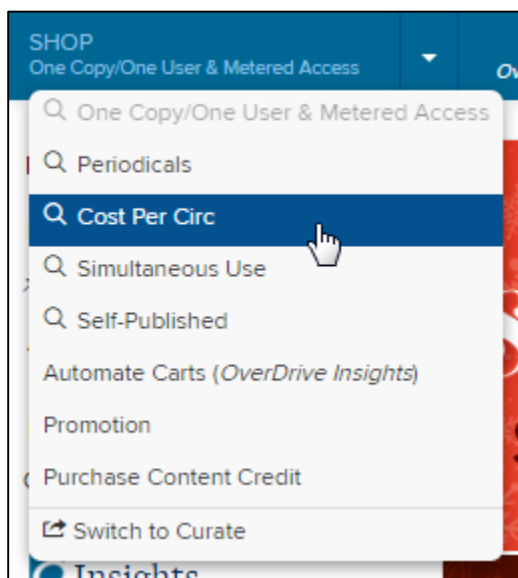 SHOP
One Copy/One User & Metered Access
Ov
One Copy/One User & Metered Access
Periodicals
Cost Per Circ
Simultaneous Use
Self-Published
Automate Carts (OverDrive Insights)
Promotion
Purchase Content Credit
Switch to Curate
Insights